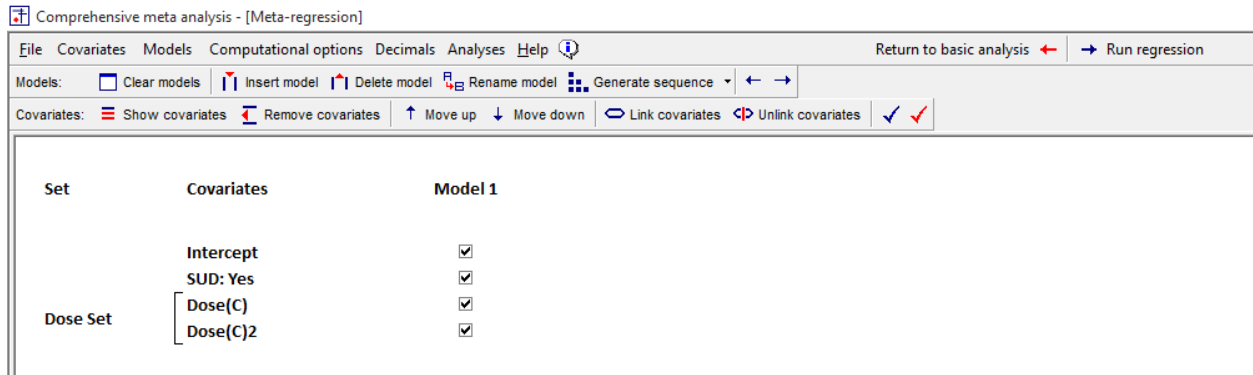 Comprehensive meta analysis - [Meta-regression]
File Covariates Models Computational options Decimals Analyses Help Return to basic analysis Run regression
Models: Clear models Insert model Delete model Rename model Generate sequence
Covariates: Show covariates Remove covariates Move up Move down Link covariates Unlink covariates
Set Covariates Model 1
Intercept
SUD: Yes
Dose(C)
Dose Set
Dose(C)2